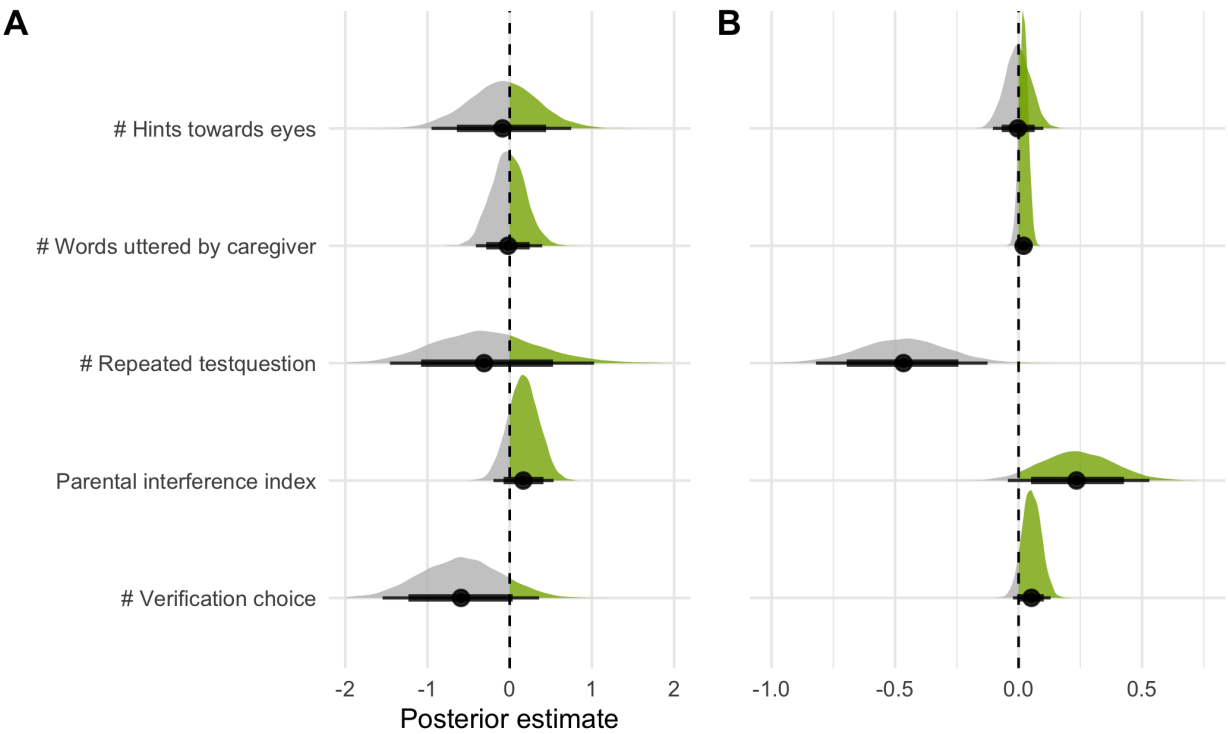 A
B
# Hints towards eyes
# Words uttered by caregiver
# Repeated testquestion
Parental interference index
# Verification choice
-2 -1 0 1 2
-1.0 -0.5 0.0 0.5
Posterior estimate